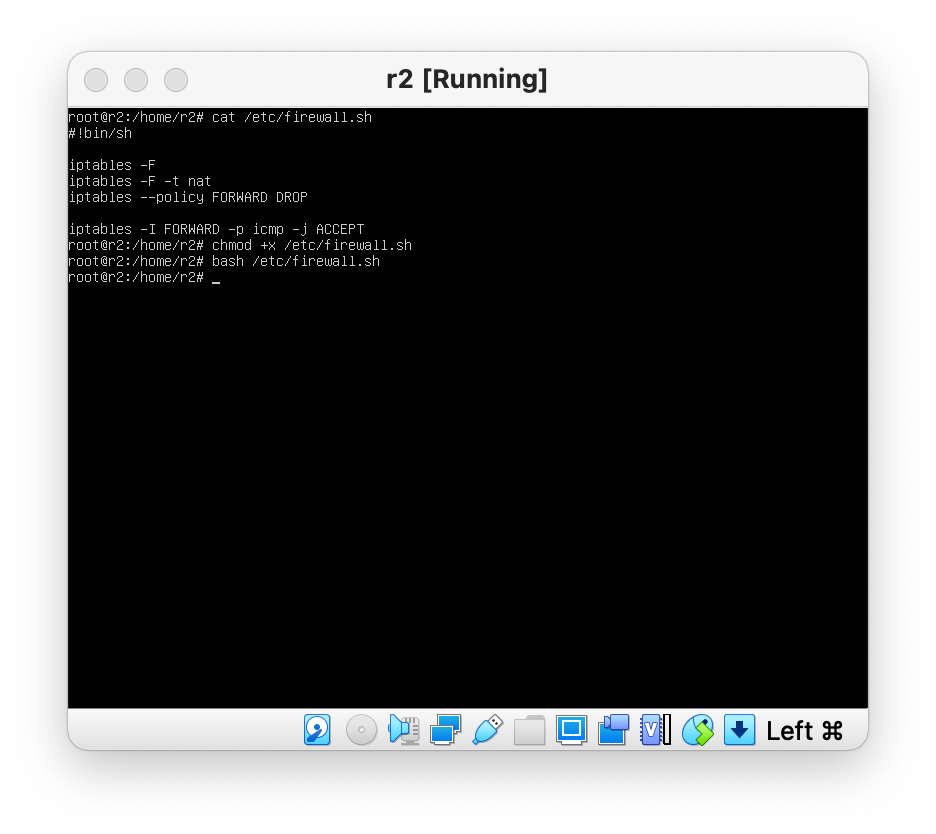 r2 [Running]
root@r2:/home/r2# cat /etc/firewall.sh
#!bin/sh
iptables -F
iptables -F -t nat
iptables --policy FORWARD DROP
iptables -I FORWARD -p icmp -j ACCEPT
root@r2:/home/r2# chmod +x /etc/firewall.sh
root@r2:/home/r2# bash /etc/firewall.sh
root@r2:/home/r2# _
V
Left ⌘